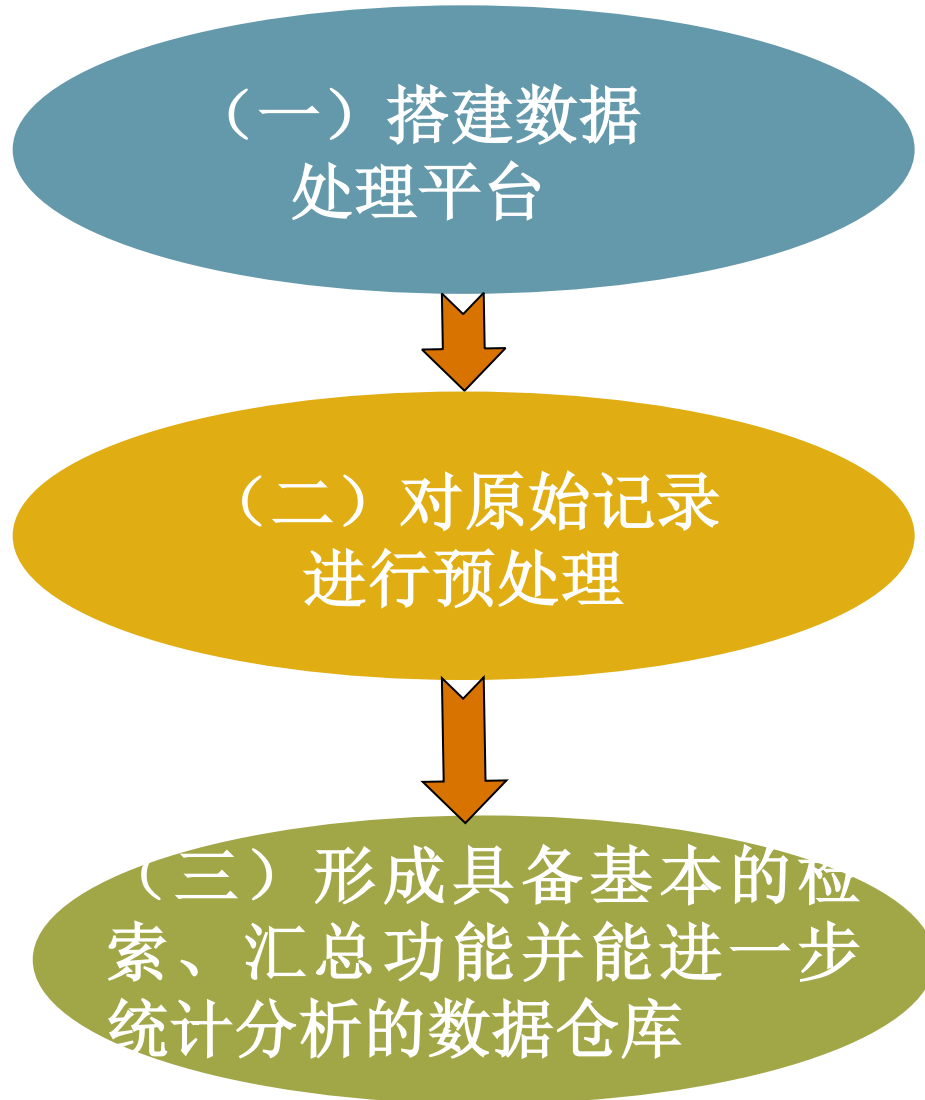 （一）搭建数据
处理平台
（二）对原始记录
进行预处理
（三）形成具备基本的检
索、汇总功能并能进一步
统计分析的数据仓库